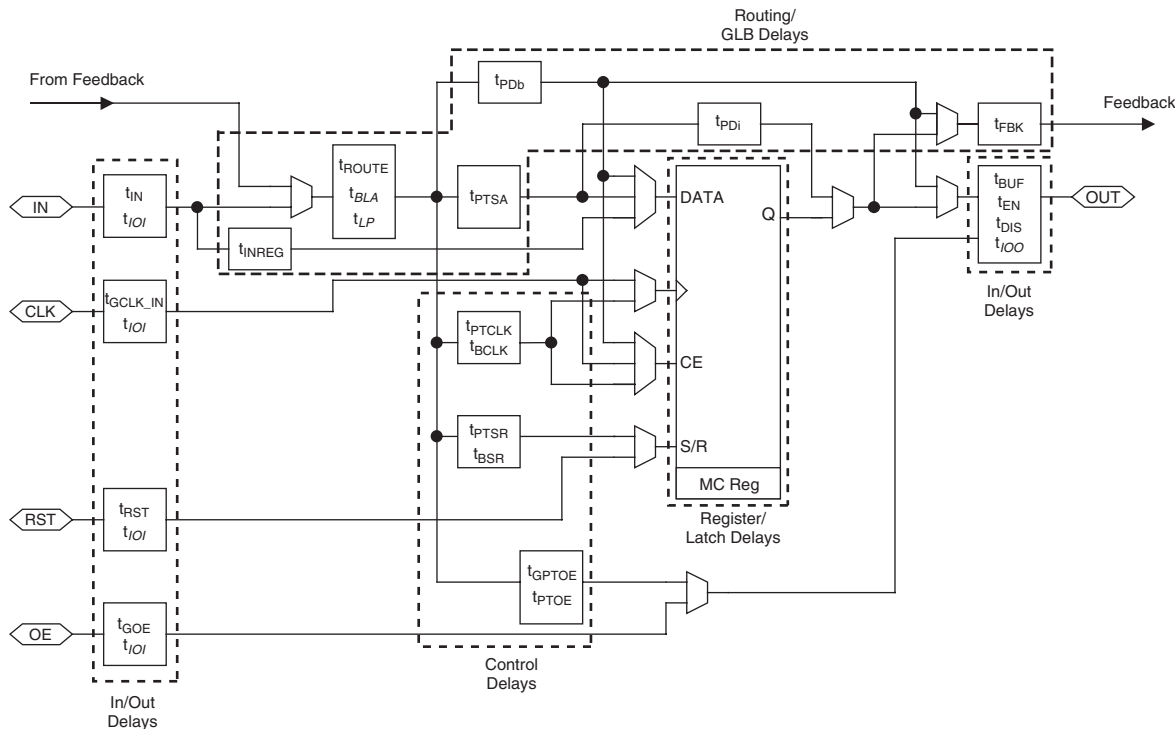 Routing/
GLB Delays
From Feedback
tPDb
Feedback
tPDi
tFBK
tROUTE
tBLA
tLP
tIN
tIOI
IN
tPTSA
DATA
Q
tBUF
tEN
tDIS
tIOO
OUT
tINREG
In/Out
Delays
CLK
tGCLK_IN
tIOI
tPTCLK
tBCLK
CE
tPTSR
tBSR
S/R
MC Reg
RST
tRST
tIOI
Register/
Latch Delays
tGPTOE
tPTOE
OE
tGOE
tIOI
Control
Delays
In/Out
Delays